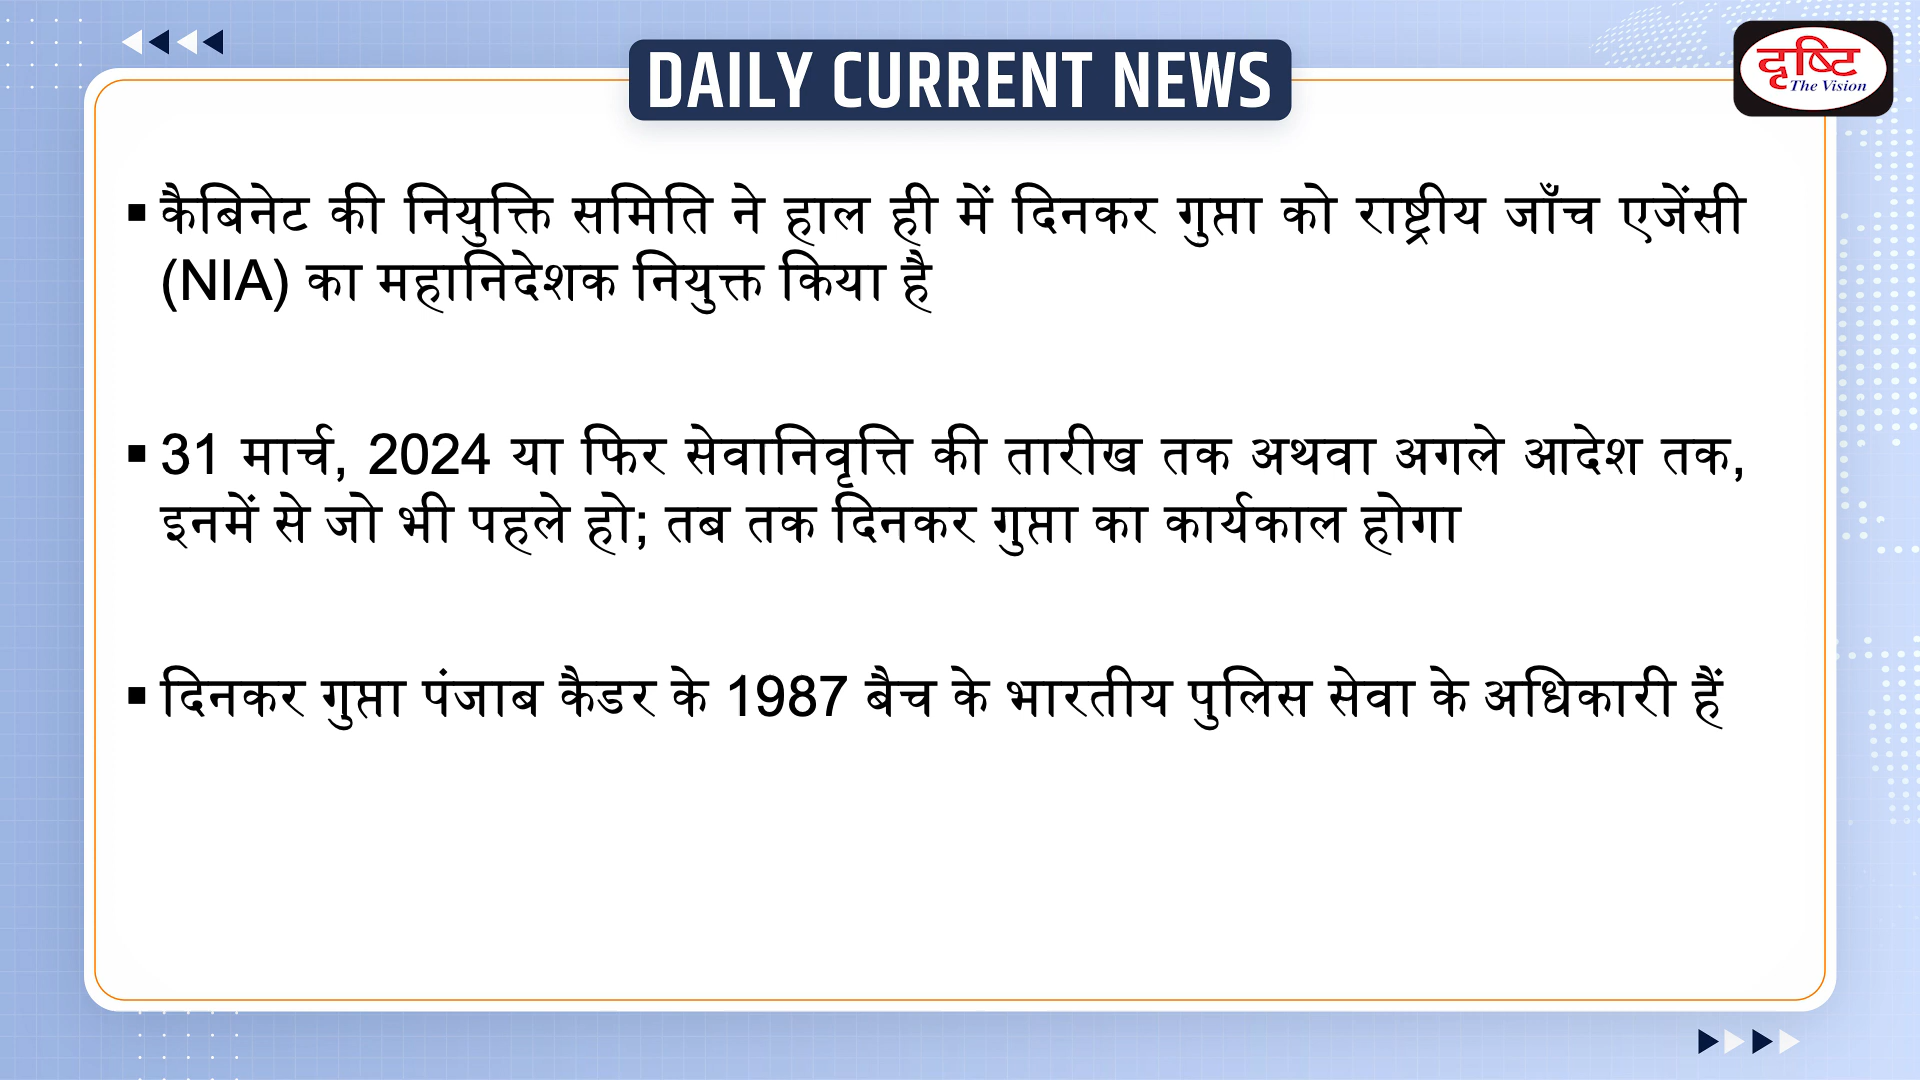 DAILY CURRENT NEWS
दृष्टि
The Vision
▪ कैबिनेट की नियुक्ति समिति ने हाल ही में दिनकर गुप्ता को राष्ट्रीय जाँच एजेंसी
(NIA) का महानिदेशक नियुक्त किया है
▪ 31 मार्च, 2024 या फिर सेवानिवृत्ति की तारीख तक अथवा अगले आदेश तक,
इनमें से जो भी पहले हो; तब तक दिनकर गुप्ता का कार्यकाल होगा
▪ दिनकर गुप्ता पंजाब कैडर के 1987 बैच के भारतीय पुलिस सेवा के अधिकारी हैं